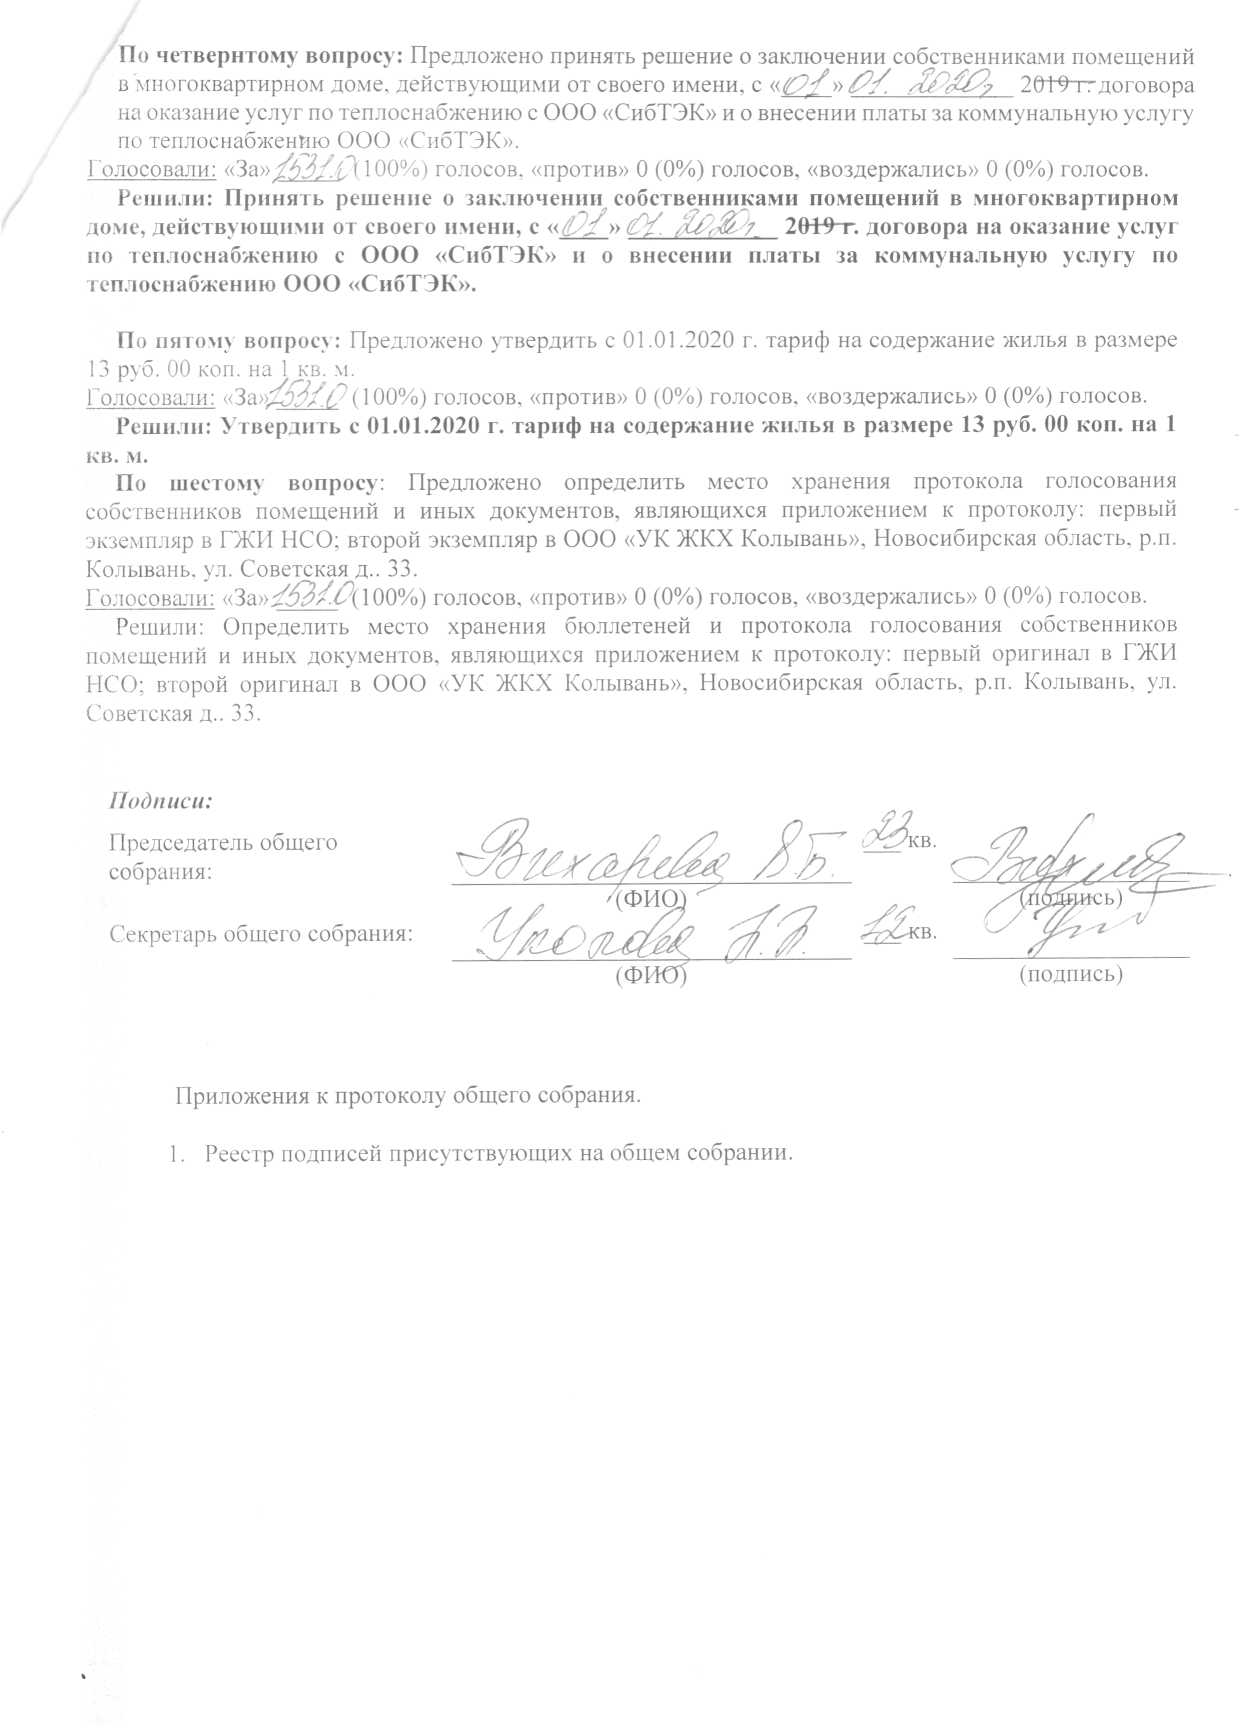 По четвернтому вопросу: Предложено принять решение о заключении собственниками помещений
в многоквартирном доме, действующими от своего имени, с «01» 01. 2020г 2019 г. договора
на оказание услуг по теплоснабжению с ООО «СибТЭК» и о внесении платы за коммунальную услугу
по теплоснабжению ООО «СибТЭК».
Голосовали: «За» 1531.0 (100%) голосов, «против» 0 (0%) голосов, «воздержались» 0 (0%) голосов.
Решили: Принять решение о заключении собственниками помещений в многоквартирном
доме, действующими от своего имени, с «01» 01. 2020г. 2019 г. договора на оказание услуг
по теплоснабжению с ООО «СибТЭК» и о внесении платы за коммунальную услугу по
теплоснабжению ООО «СибТЭК».
По пятому вопросу: Предложено утвердить с 01.01.2020 г. тариф на содержание жилья в размере
13 руб. 00 коп. на 1 кв. м.
Голосовали: «За» 1531.0 (100%) голосов, «против» 0 (0%) голосов, «воздержались» 0 (0%) голосов.
Решили: Утвердить с 01.01.2020 г. тариф на содержание жилья в размере 13 руб. 00 коп. на 1
кв. м.
По шестому вопросу: Предложено определить место хранения протокола голосования
собственников помещений и иных документов, являющихся приложением к протоколу: первый
экземпляр в ГЖИ НСО; второй экземпляр в ООО «УК ЖКХ Колывань», Новосибирская область, р.п.
Колывань, ул. Советская д.. 33.
Голосовали: «За» 1531.0 (100%) голосов, «против» 0 (0%) голосов, «воздержались» 0 (0%) голосов.
Решили: Определить место хранения бюллетеней и протокола голосования собственников
помещений и иных документов, являющихся приложением к протоколу: первый оригинал в ГЖИ
НСО; второй оригинал в ООО «УК ЖКХ Колывань», Новосибирская область, р.п. Колывань, ул.
Советская д.. 33.
Подписи:
Председатель общего
собрания:
Вихарева В.Б. 23 кв.
(ФИО) (подпись)
Секретарь общего собрания: 12 кв.
(ФИО) (подпись)
Приложения к протоколу общего собрания.
1. Реестр подписей присутствующих на общем собрании.